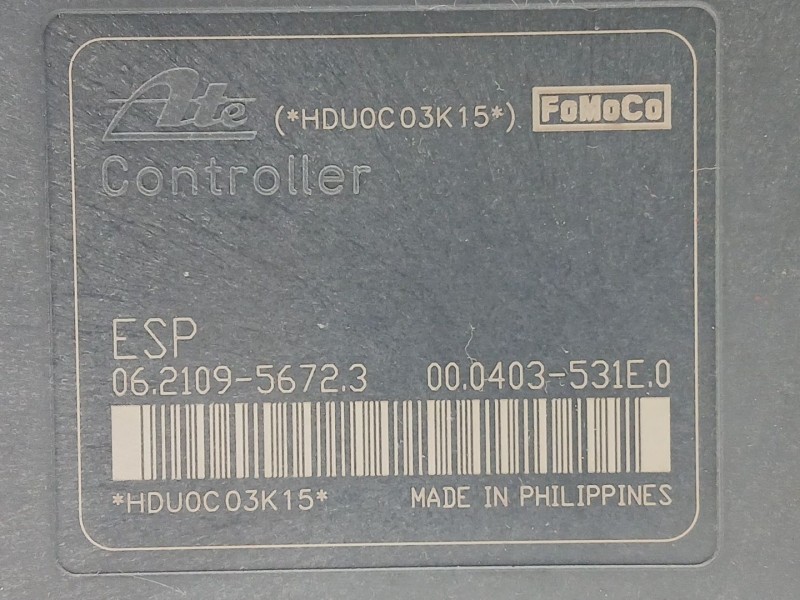 Ate (*HDU0C03K15*) FoMoCo
Controller
ESP
06.2109-5672.3 00.0403-531E.0
*HDU0C03K15* MADE IN PHILIPPINES